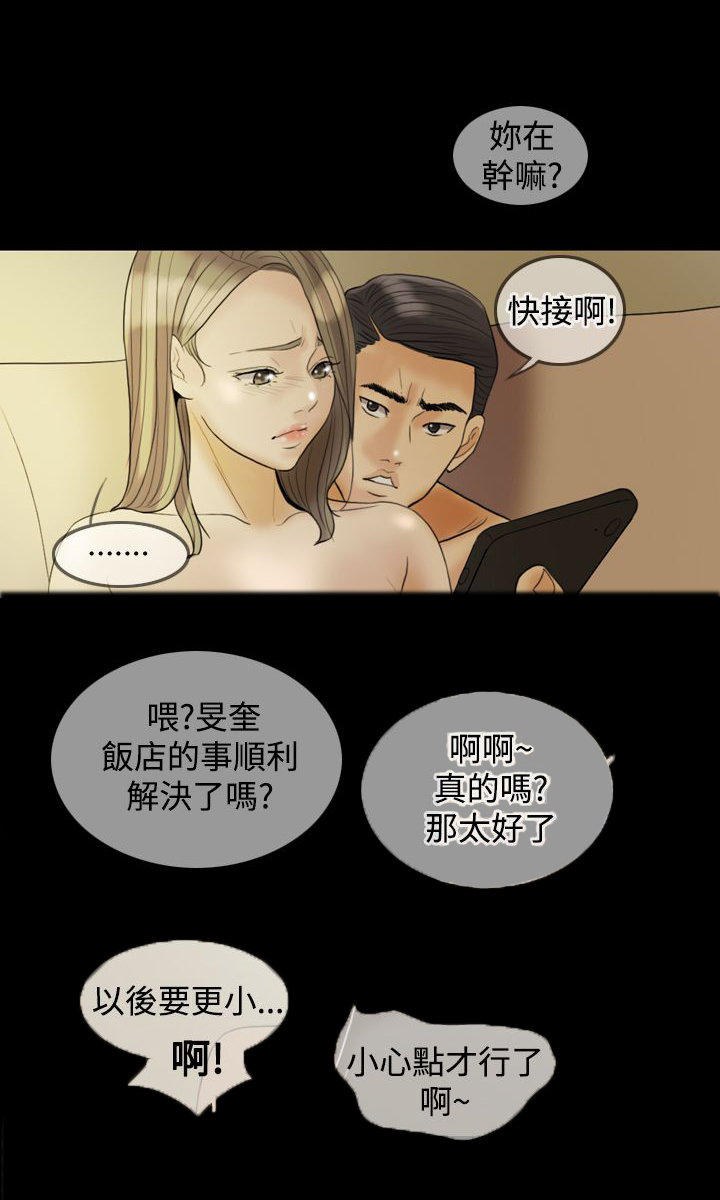 妳在
幹嘛?
快接啊!
.......
喂?旻奎
飯店的事順利
解決了嗎?
啊啊~
真的嗎?
那太好了
以後要更小...
啊!
小心點才行了
啊~